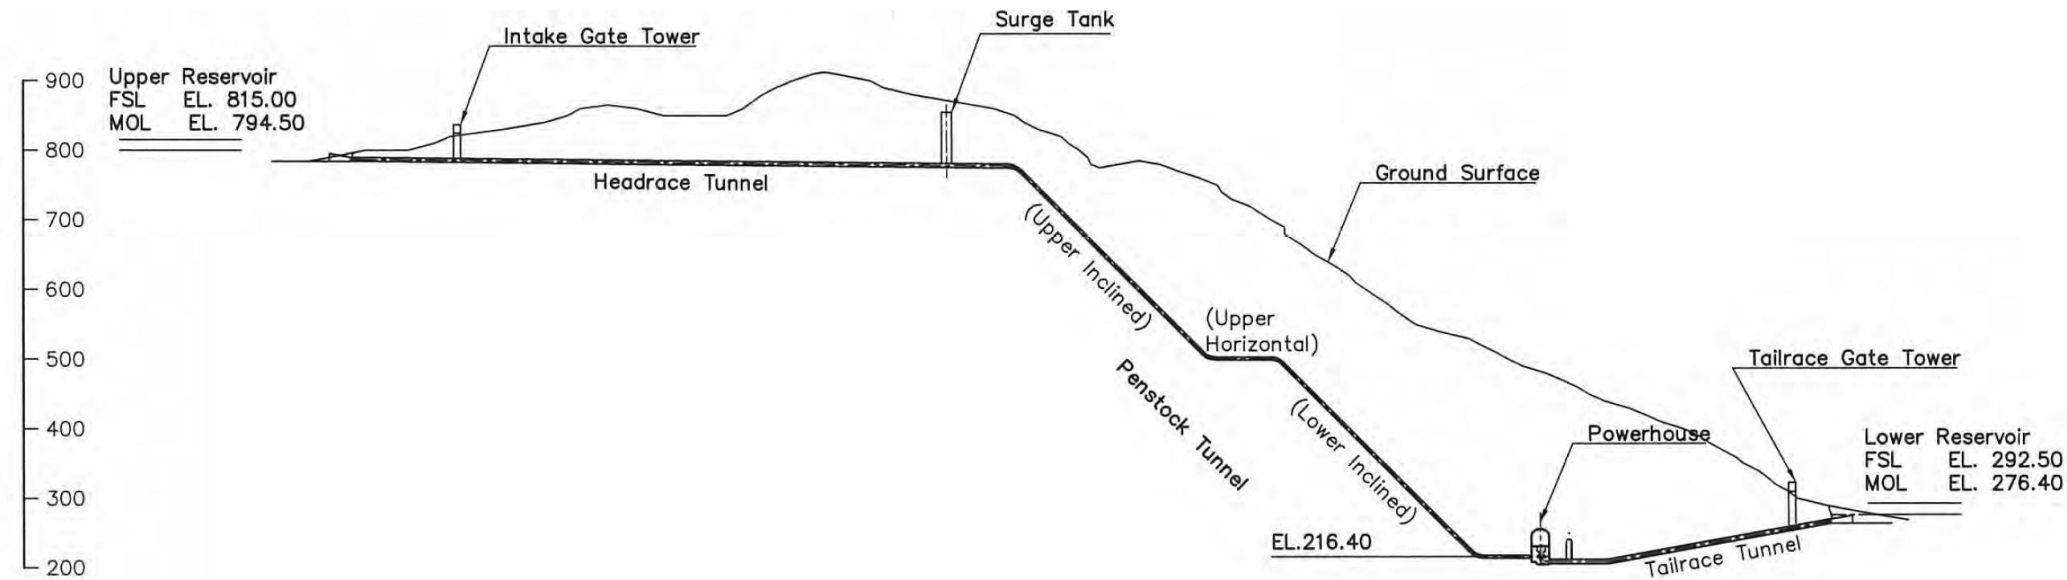 Surge Tank
Intake Gate Tower
900
Upper Reservoir
FSL EL. 815.00
MOL EL. 794.50
800
Headrace Tunnel
Ground Surface
700
(Upper Inclined)
600
(Upper
Horizontal)
500
Penstock Tunnel
Tailrace Gate Tower
(Lower Inclined)
400
Powerhouse
Lower Reservoir
FSL EL. 292.50
MOL EL. 276.40
300
EL.216.40
Tailrace Tunnel
200